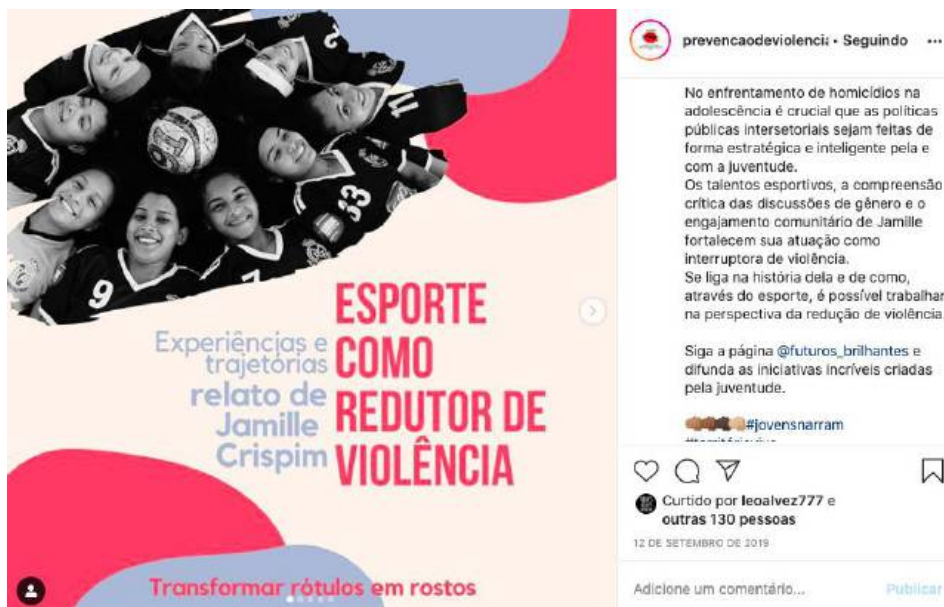 9
7
33
11
Experiências e
trajetórias
relato de
Jamille
Crispim
ESPORTE
COMO
REDUTOR DE
VIOLÊNCIA
Transformar rótulos em rostos
prevencaodeviolencia • Seguindo ...
No enfrentamento de homicídios na
adolescência é crucial que as políticas
públicas intersetoriais sejam feitas de
forma estratégica e inteligente pela e
com a juventude.
Os talentos esportivos, a compreensão
crítica das discussões de gênero e o
engajamento comunitário de Jamille
fortalecem sua atuação como
interruptora de violência.
Se liga na história dela e de como,
através do esporte, é possível trabalhar
na perspectiva da redução de violência.
Siga a página @futuros_brilhantes e
difunda as iniciativas incríveis criadas
pela juventude.
#jovensnarram
Curtido por leoalvez777 e
outras 130 pessoas
12 DE SETEMBRO DE 2019
Adicione um comentário... Publicar